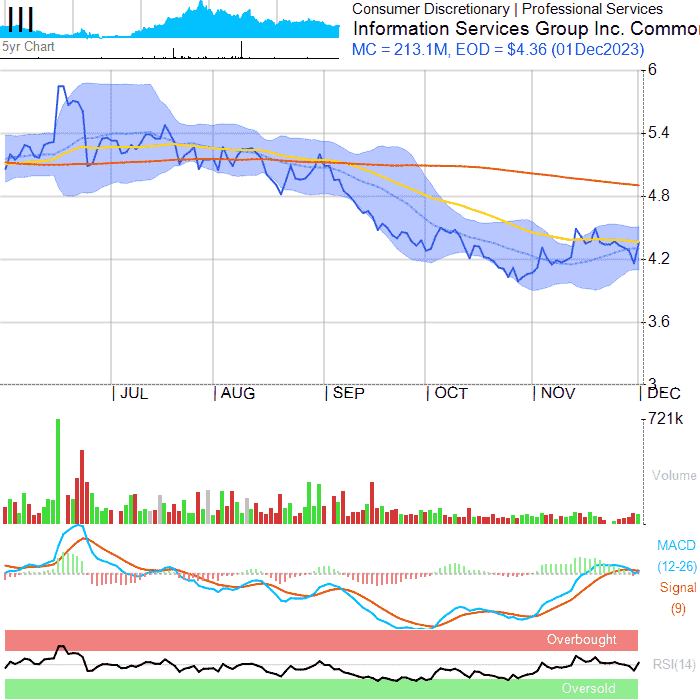 III
5yr Chart
Consumer Discretionary | Professional Services
Information Services Group Inc. Commo
MC = 213.1M, EOD = $4.36 (01Dec2023)
6
5.4
4.8
4.2
3.6
3
JUL AUG SEP OCT NOV DEC
721k
Volume
MACD
(12-26)
Signal
(9)
Overbought
RSI(14)
Oversold